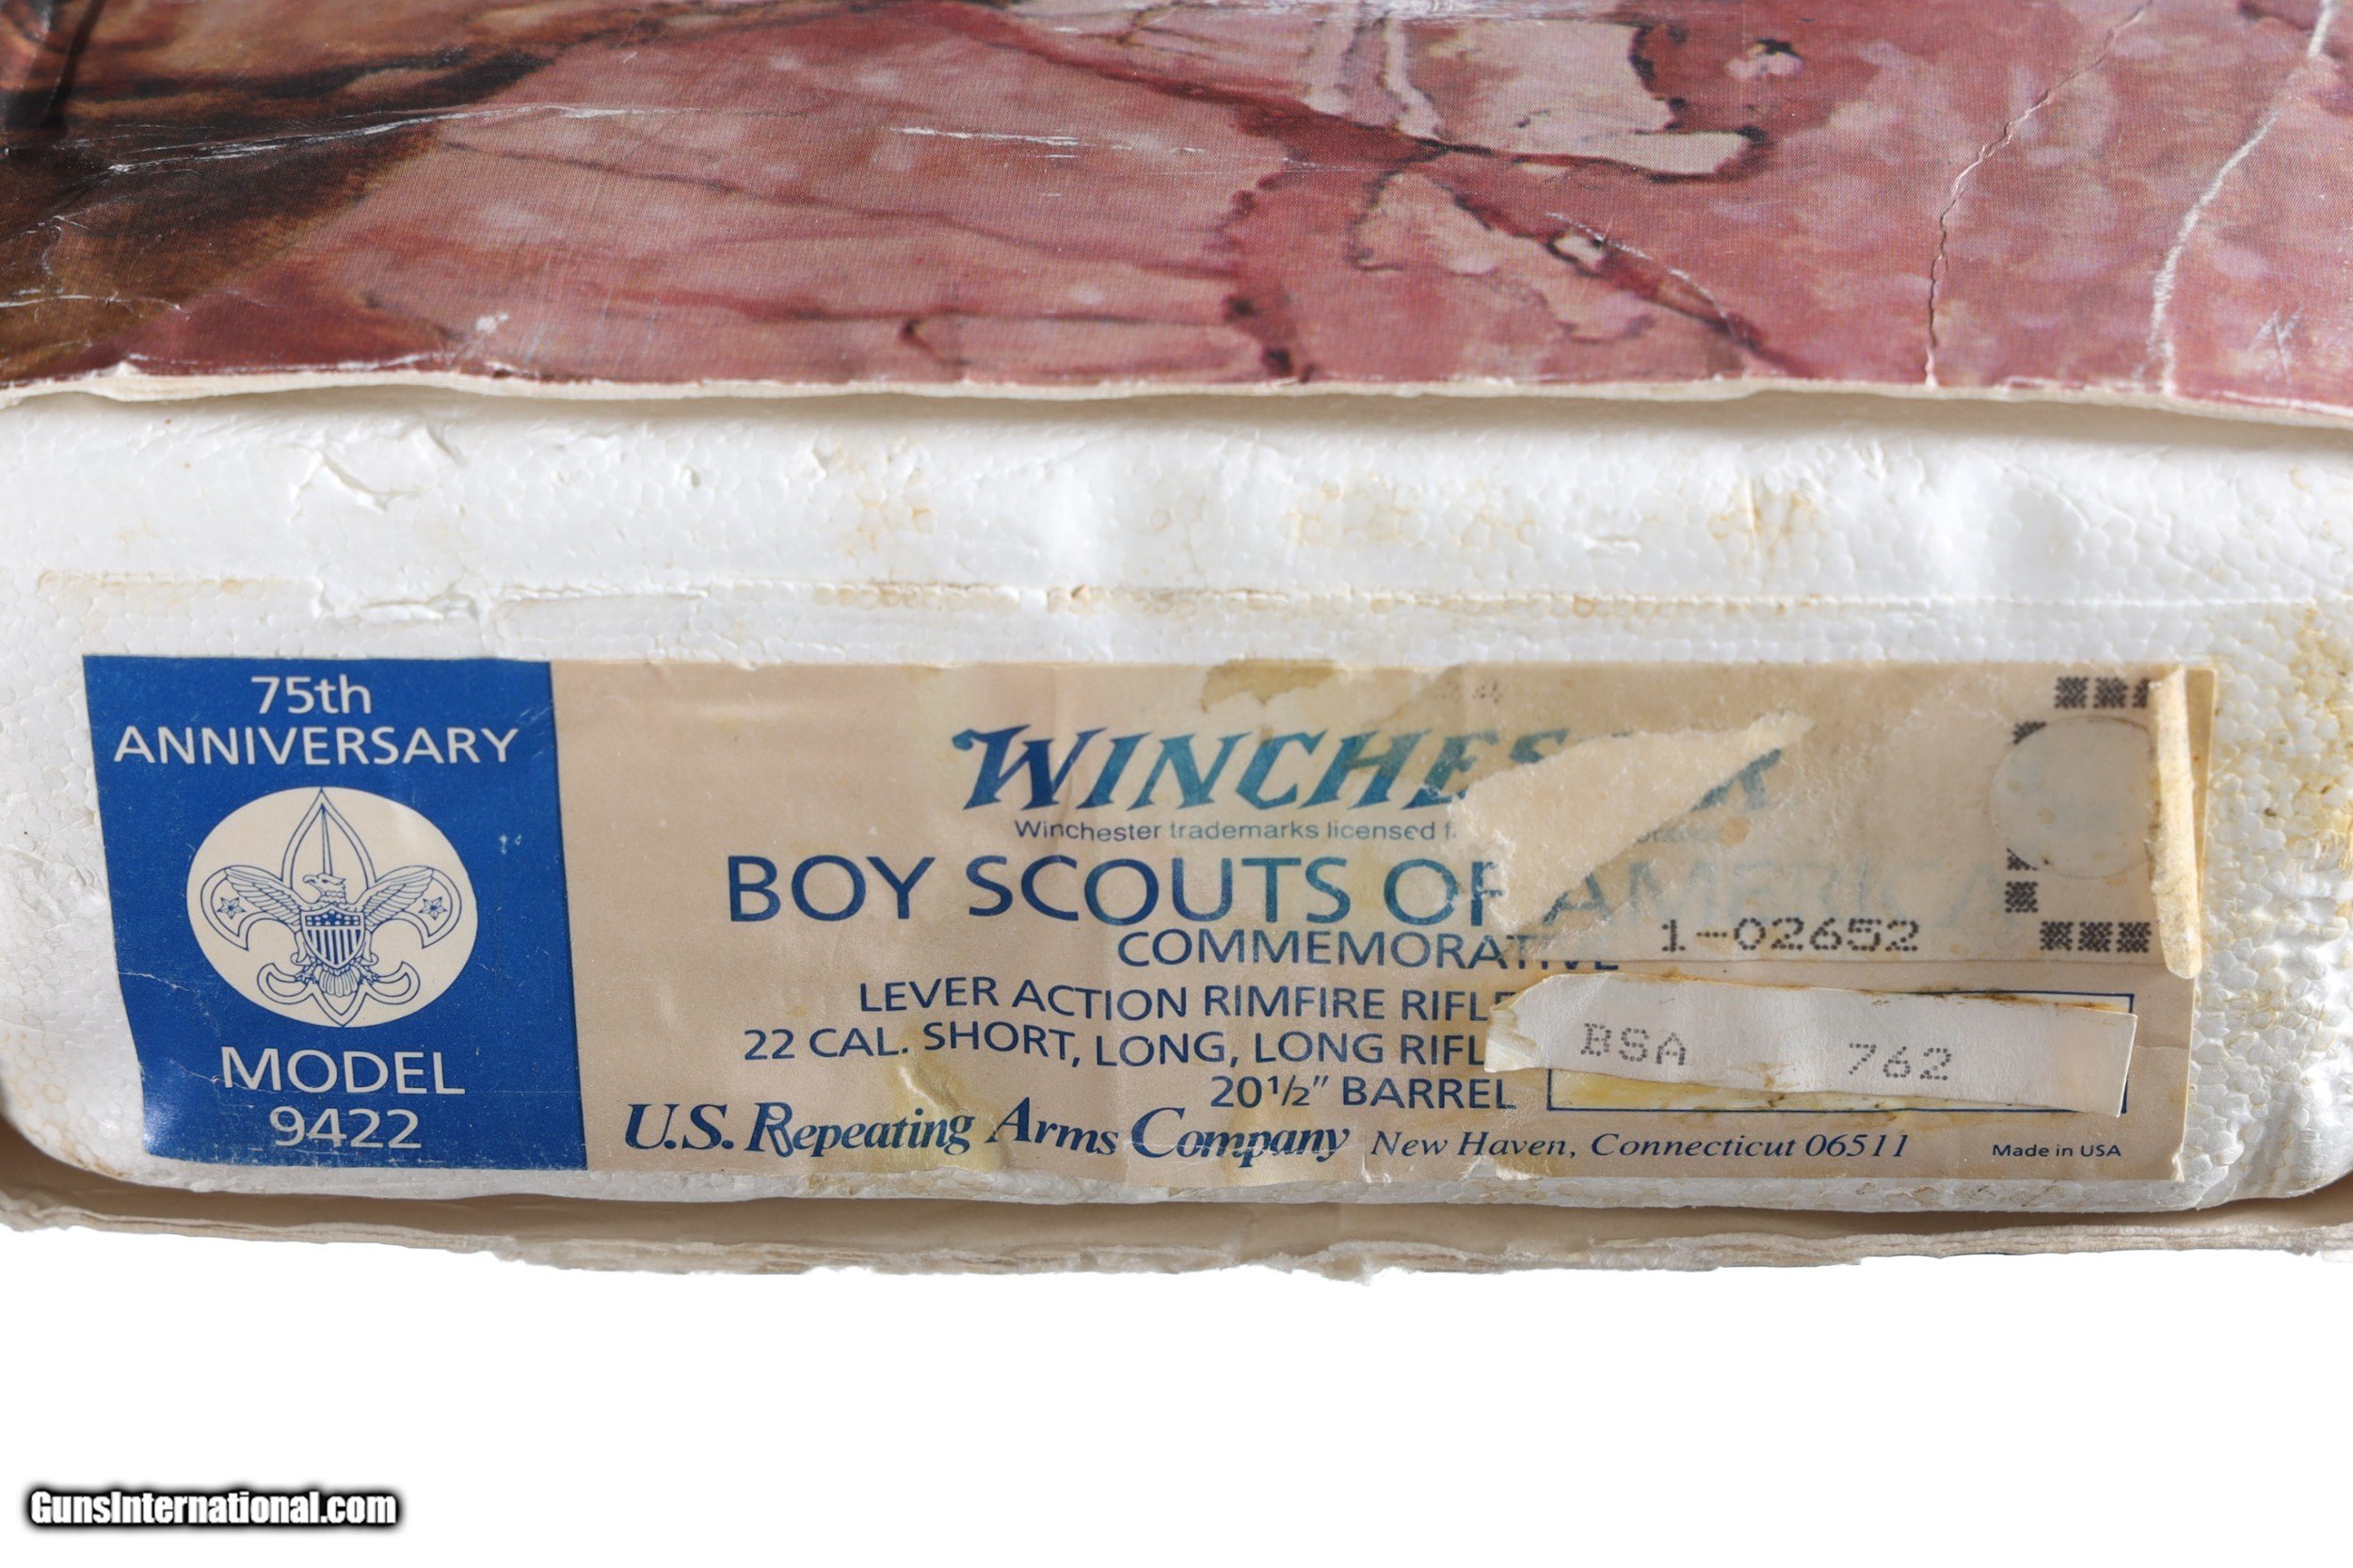 75th
ANNIVERSARY
MODEL
9422
WINCHES
Winchester trademarks licensed f
BOY SCOUTS OF AMERICA
COMMEMORATIVE
1-02652
LEVER ACTION RIMFIRE RIFLE
22 CAL. SHORT, LONG, LONG RIFL
20½" BARREL
BSA 762
U.S. Repeating Arms Company New Haven, Connecticut 06511
Made in USA
GunsInternational.com